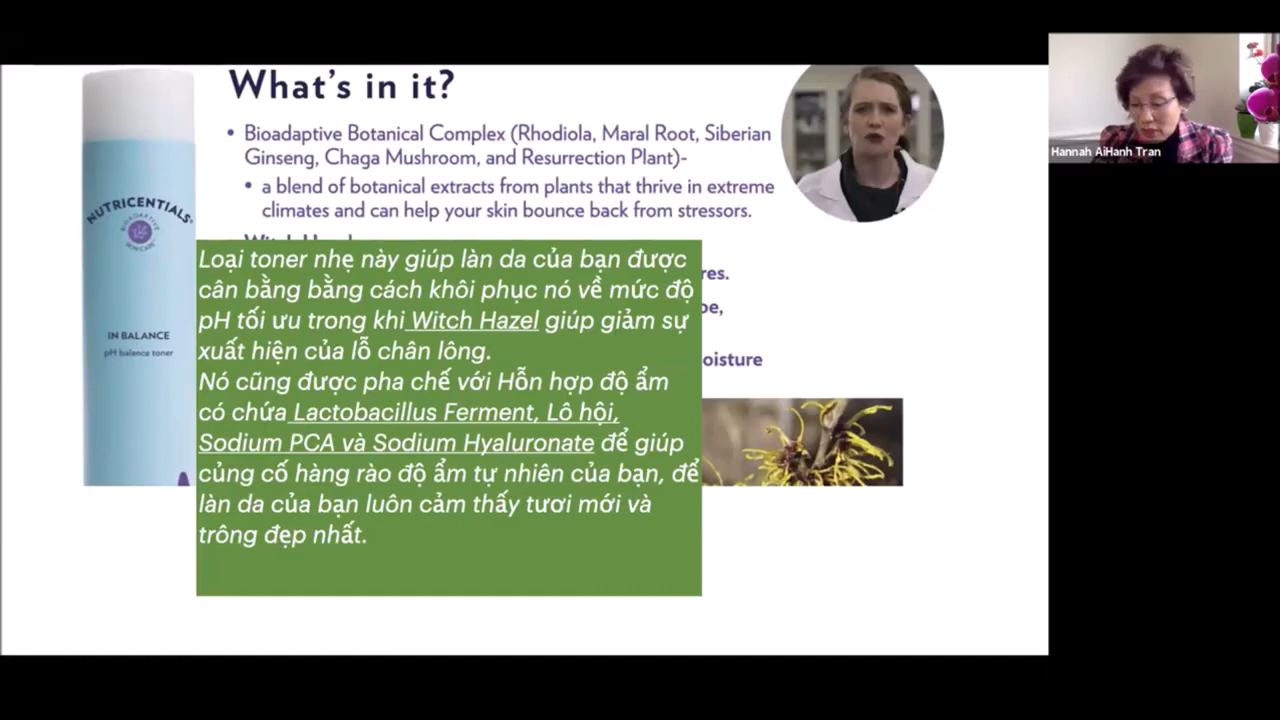 What's in it?
• Bioadaptive Botanical Complex (Rhodiola, Maral Root, Siberian
Ginseng, Chaga Mushroom, and Resurrection Plant)-
• a blend of botanical extracts from plants that thrive in extreme
climates and can help your skin bounce back from stressors.
NUTRICENTIALS
BIOADAPTIVE
SKIN CARE
IN BALANCE
pH balance toner
Loại toner nhẹ này giúp làn da của bạn được
cân bằng bằng cách khôi phục nó về mức độ
pH tối ưu trong khi Witch Hazel giúp giảm sự
xuất hiện của lỗ chân lông.
Nó cũng được pha chế với Hỗn hợp độ ẩm
có chứa Lactobacillus Ferment, Lô hội,
Sodium PCA và Sodium Hyaluronate để giúp
củng cố hàng rào độ ẩm tự nhiên của bạn, để
làn da của bạn luôn cảm thấy tươi mới và
trông đẹp nhất.
res.
oisture
Hannah AiHanh Tran